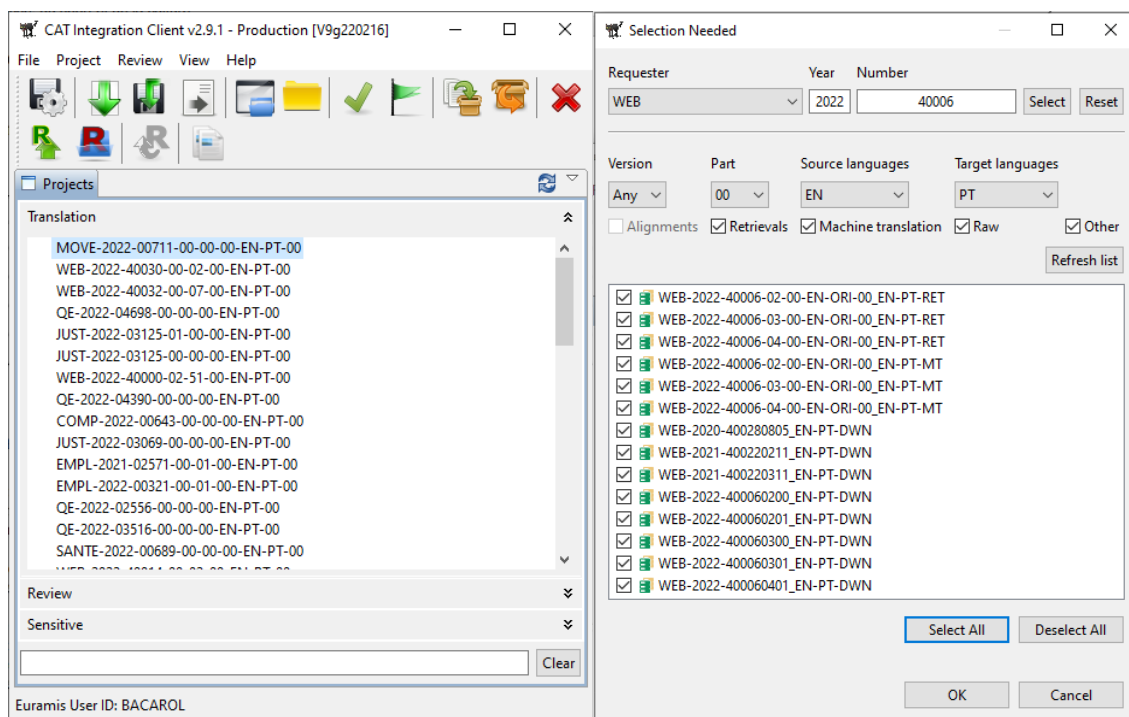 CAT Integration Client v2.9.1 - Production [V9g220216]
File Project Review View Help
Projects
Translation
MOVE-2022-00711-00-00-00-EN-PT-00
WEB-2022-40030-00-02-00-EN-PT-00
WEB-2022-40032-00-07-00-EN-PT-00
QE-2022-04698-00-00-00-EN-PT-00
JUST-2022-03125-01-00-00-EN-PT-00
JUST-2022-03125-00-00-00-EN-PT-00
WEB-2022-40000-02-51-00-EN-PT-00
QE-2022-04390-00-00-00-EN-PT-00
COMP-2022-00643-00-00-00-EN-PT-00
JUST-2022-03069-00-00-00-EN-PT-00
EMPL-2021-02571-00-01-00-EN-PT-00
EMPL-2022-00321-00-01-00-EN-PT-00
QE-2022-02556-00-00-00-EN-PT-00
QE-2022-03516-00-00-00-EN-PT-00
SANTE-2022-00689-00-00-00-EN-PT-00
Review
Sensitive
Clear
Euramis User ID: BACAROL
Selection Needed
Requester Year Number
WEB 2022 40006 Select Reset
Version Part Source languages Target languages
Any 00 EN PT
Alignments Retrievals Machine translation Raw Other
Refresh list
WEB-2022-40006-02-00-EN-ORI-00_EN-PT-RET
WEB-2022-40006-03-00-EN-ORI-00_EN-PT-RET
WEB-2022-40006-04-00-EN-ORI-00_EN-PT-RET
WEB-2022-40006-02-00-EN-ORI-00_EN-PT-MT
WEB-2022-40006-03-00-EN-ORI-00_EN-PT-MT
WEB-2022-40006-04-00-EN-ORI-00_EN-PT-MT
WEB-2020-400280805_EN-PT-DWN
WEB-2021-400220211_EN-PT-DWN
WEB-2021-400220311_EN-PT-DWN
WEB-2022-400060200_EN-PT-DWN
WEB-2022-400060201_EN-PT-DWN
WEB-2022-400060300_EN-PT-DWN
WEB-2022-400060301_EN-PT-DWN
WEB-2022-400060401_EN-PT-DWN
Select All Deselect All
OK Cancel